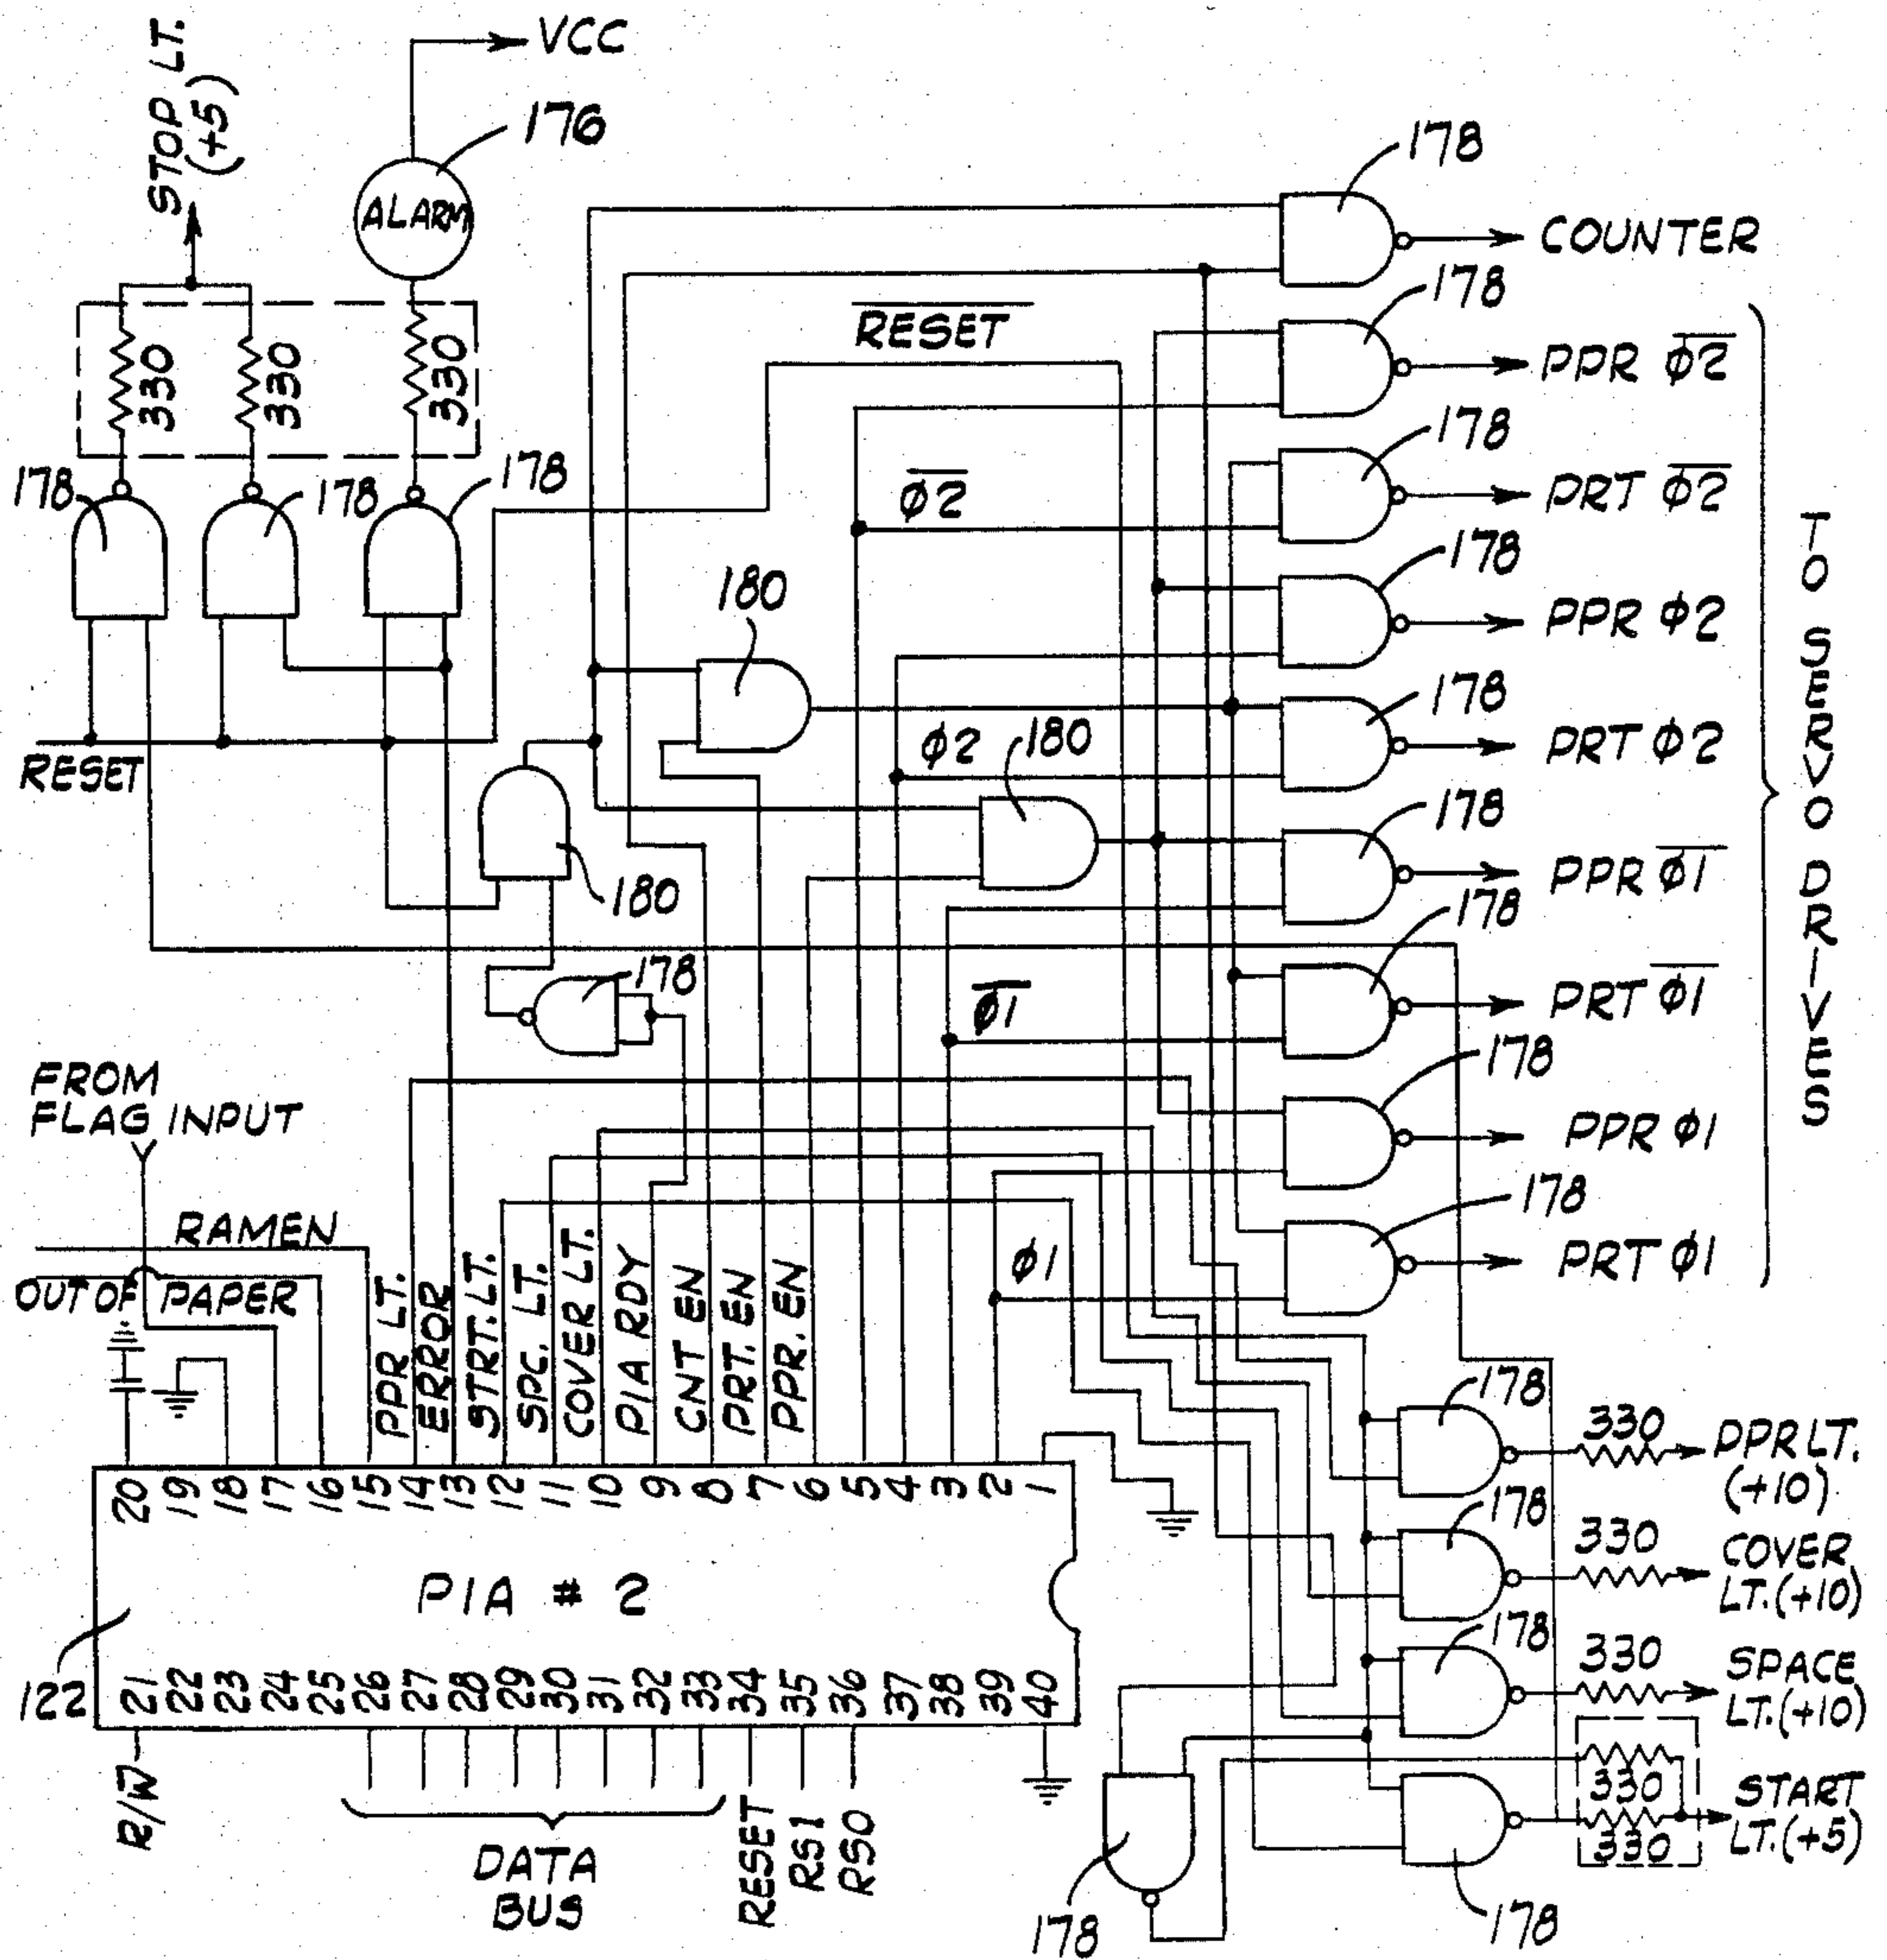 STOP LT.
(+5)
VCC
176
ALARM
330
330
330
178
178
178
RESET
R̅E̅S̅E̅T̅
178
COUNTER
178
PPR ϕ̅2̅
178
PRT ϕ̅2̅
178
PPR ϕ2
178
PRT ϕ2
178
PPR ϕ̅1̅
178
PRT ϕ̅1̅
178
PPR ϕ1
178
PRT ϕ1
TO SERVO DRIVES
ϕ̅2̅
180
ϕ2
180
180
178
ϕ̅1̅
ϕ1
FROM
FLAG INPUT
RAMEN
OUT OF PAPER
PPR LT.
ERROR
STRT. LT.
SPC. LT.
COVER LT.
PIA RDY
CNT EN
PRT. EN
PPR. EN
20 19 18 17 16 15 14 13 12 11 10 9 8 7 6 5 4 3 2 1
PIA # 2
122
21 22 23 24 25 26 27 28 29 30 31 32 33 34 35 36 37 38 39 40
R/W̅
DATA
BUS
RESET
RS1
RS0
178
330
PPR LT.
(+10)
178
330
COVER
LT. (+10)
178
330
SPACE
LT. (+10)
330
330
START
LT. (+5)
178
178